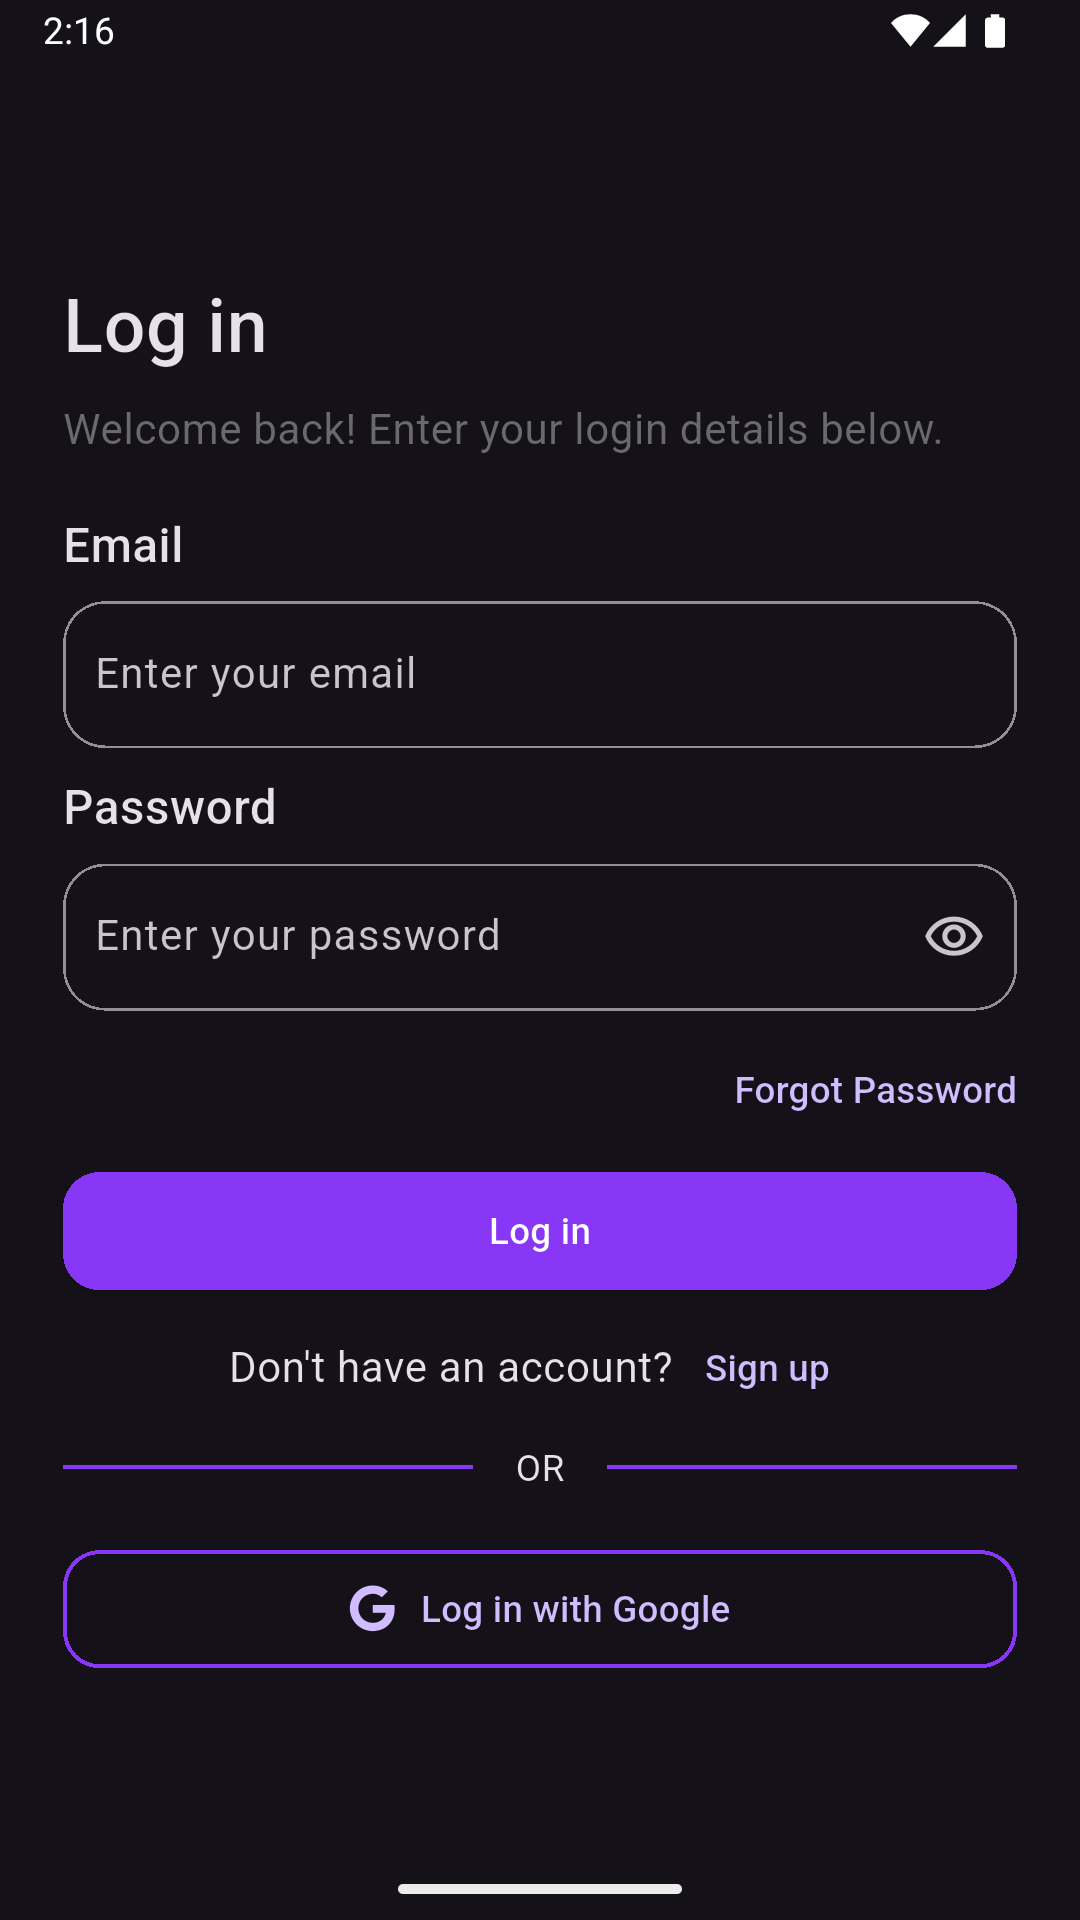 2:16
Log in
Welcome back! Enter your login details below.
Email
Enter your email
Password
Enter your password
Forgot Password
Log in
Don't have an account? Sign up
OR
Log in with Google